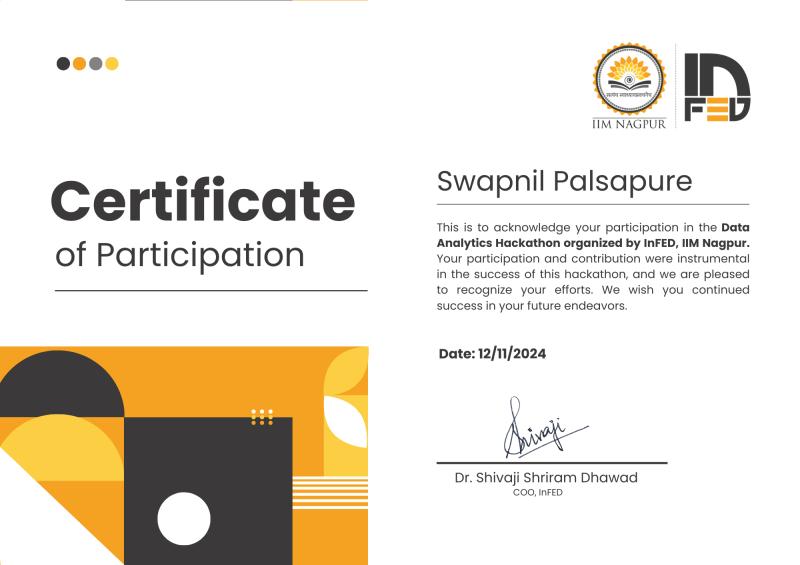 IIM NAGPUR
IN
FED
Certificate
of Participation
Swapnil Palsapure
This is to acknowledge your participation in the Data
Analytics Hackathon organized by InFED, IIM Nagpur.
Your participation and contribution were instrumental
in the success of this hackathon, and we are pleased
to recognize your efforts. We wish you continued
success in your future endeavors.
Date: 12/11/2024
Shivaji
Dr. Shivaji Shriram Dhawad
COO, InFED